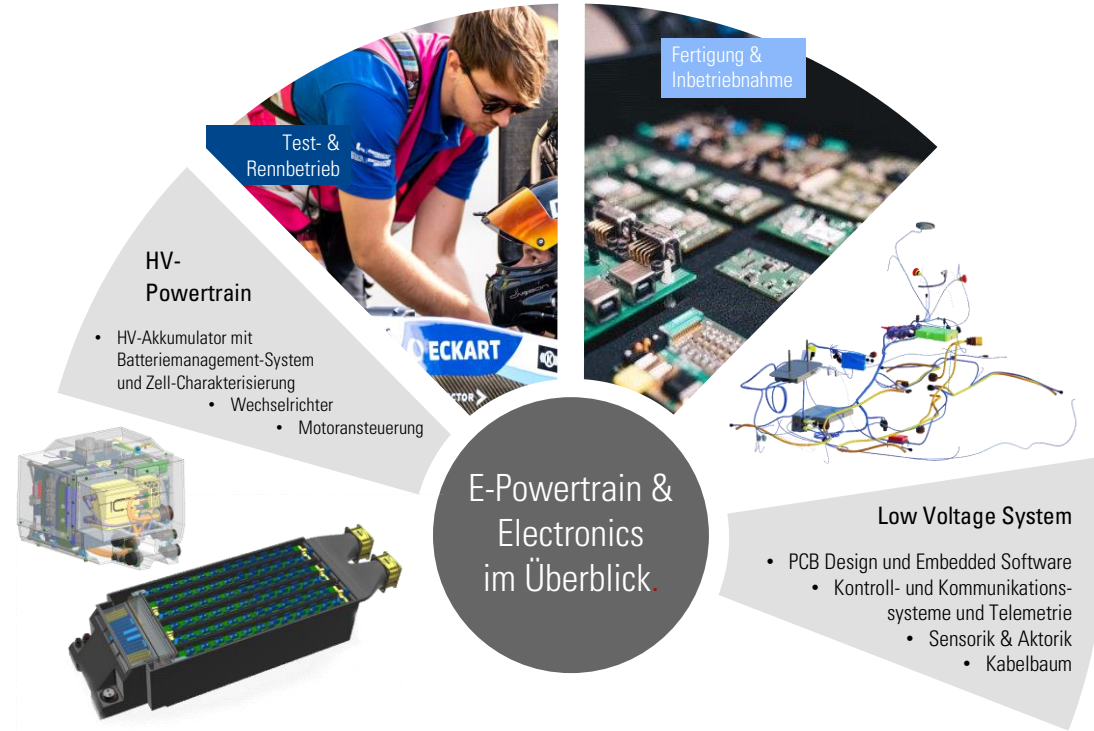 Fertigung &
Inbetriebnahme
Test- &
Rennbetrieb
HV-
Powertrain
• HV-Akkumulator mit
Batteriemanagement-System
und Zell-Charakterisierung
• Wechselrichter
• Motoransteuerung
ECKART
E-Powertrain &
Electronics
im Überblick.
Low Voltage System
• PCB Design und Embedded Software
• Kontroll- und Kommunikations-
systeme und Telemetrie
• Sensorik & Aktorik
• Kabelbaum